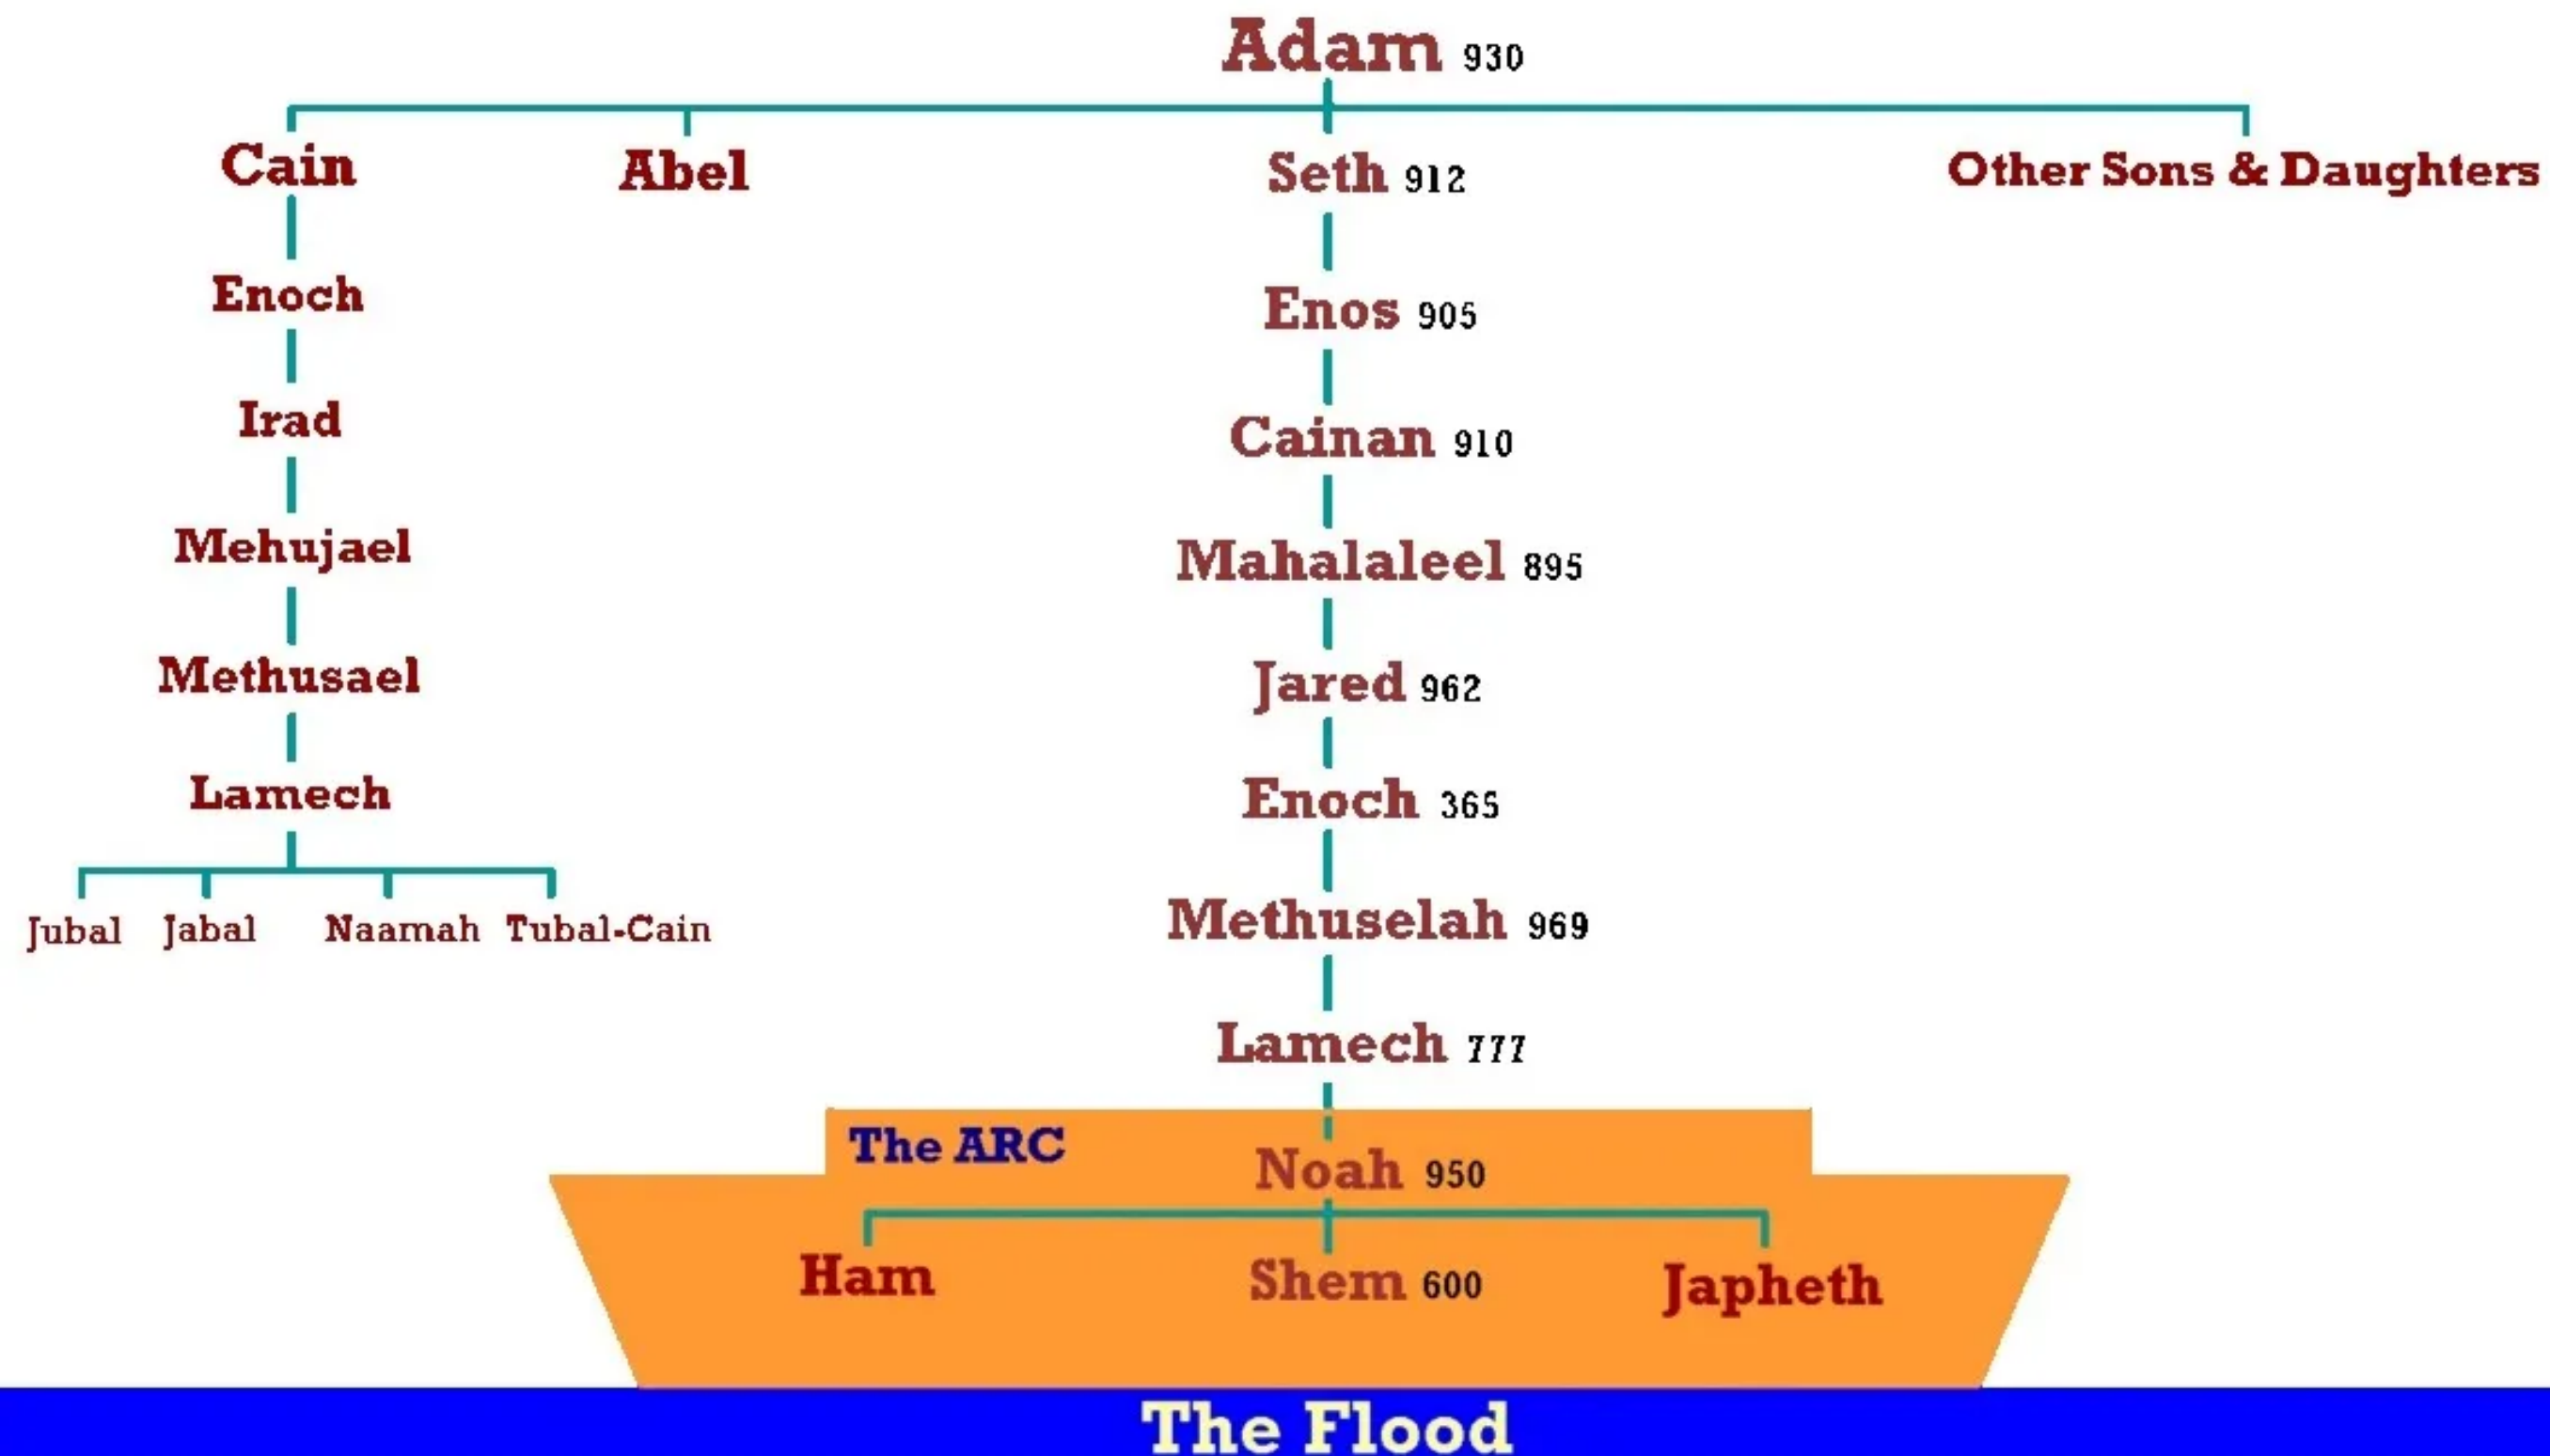 Adam 930
Cain Abel Seth 912 Other Sons & Daughters
Enoch Enos 905
Irad Cainan 910
Mehujael Mahalaleel 895
Methusael Jared 962
Lamech Enoch 365
Jubal Jabal Naamah Tubal-Cain Methuselah 969
Lamech 777
The ARC Noah 950
Ham Shem 600 Japheth
The Flood